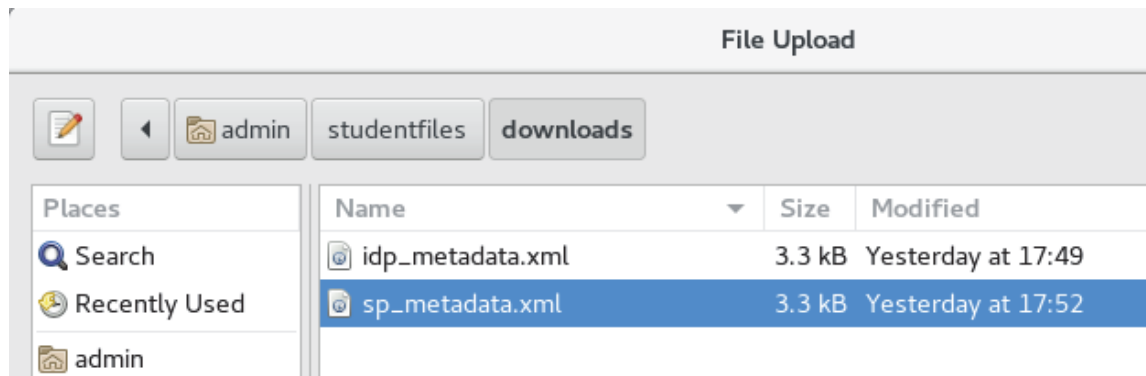 File Upload
admin studentfiles downloads
Places Name Size Modified
Search idp_metadata.xml 3.3 kB Yesterday at 17:49
Recently Used sp_metadata.xml 3.3 kB Yesterday at 17:52
admin